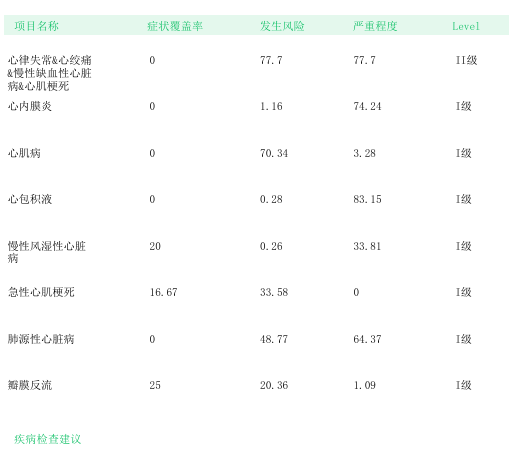 项目名称 症状覆盖率 发生风险 严重程度 Level
心律失常&心绞痛 0 77.7 77.7 II级
&慢性缺血性心脏
病&心肌梗死
心内膜炎 0 1.16 74.24 I级
心肌病 0 70.34 3.28 I级
心包积液 0 0.28 83.15 I级
慢性风湿性心脏 20 0.26 33.81 I级
病
急性心肌梗死 16.67 33.58 0 I级
肺源性心脏病 0 48.77 64.37 I级
瓣膜反流 25 20.36 1.09 I级
疾病检查建议